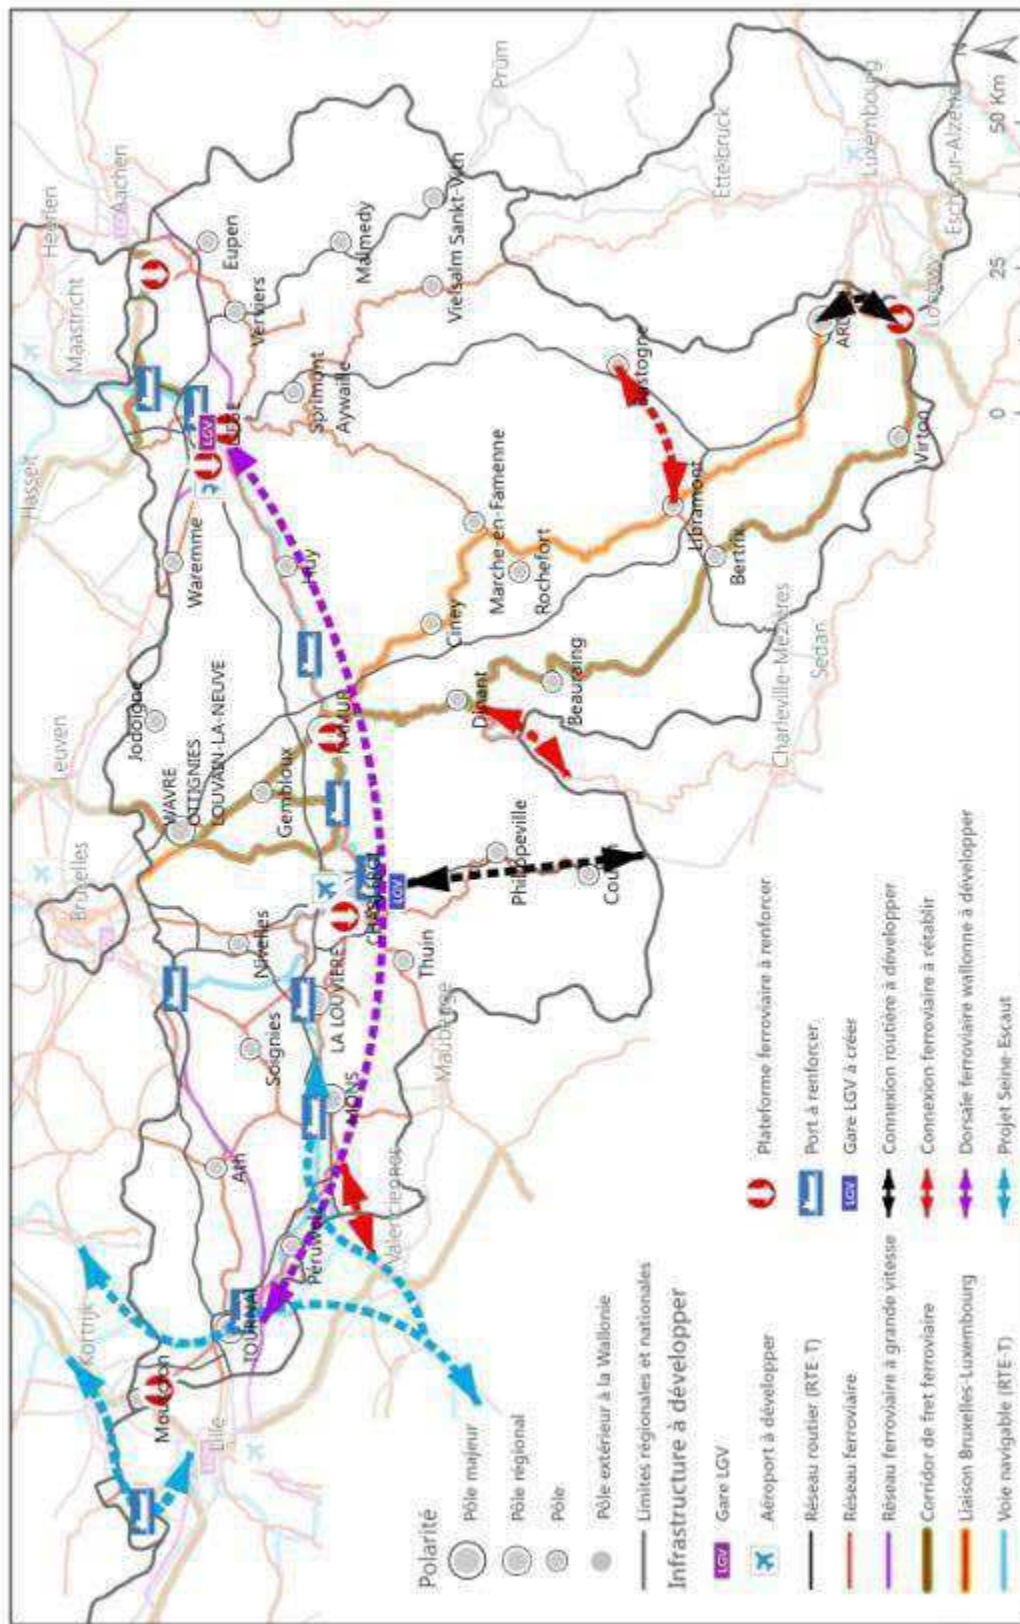 Heerlen
Aachen
Prüm
Maastricht
Eupen
Malmedy
Vielsalm Sankt-Vith
Verviers
Hasselt
LGV
Sprimont
Aywaille
Ettelbruck
Luxembourg
Esch-sur-Alzette
N
50 Km
25
0
Bastogne
Virton
Waremme
Huy
Marche-en-Famenne
Rochefort
Libramont
Bertrix
Ciney
Jodoigne
Leuven
WAVRE
OTTIGNIES
LOUVAIN-LA-NEUVE
Gembloux
NAMUR
Dinant
Beauraing
Charleville-Mézières
Sedan
Bruxelles
Nivelles
LGV
Philippeville
Thuin
LA LOUVIÈRE
Soignies
Maubeuge
MONS
Ath
Péruwelz
Valenciennes
Kortrijk
TOURNAI
Lille
Polarité
Pôle majeur
Pôle régional
Pôle
Pôle extérieur à la Wallonie
Limites régionales et nationales
Infrastructure à développer
LGV Gare LGV
Aéroport à développer
Réseau routier (RTE-T)
Réseau ferroviaire
Réseau ferroviaire à grande vitesse
Corridor de fret ferroviaire
Liaison Bruxelles-Luxembourg
Voie navigable (RTE-T)
Plateforme ferroviaire à renforcer
Port à renforcer
LGV Gare LGV à créer
Connexion routière à développer
Connexion ferroviaire à rétablir
Dorsale ferroviaire wallonne à développer
Projet Seine-Escaut